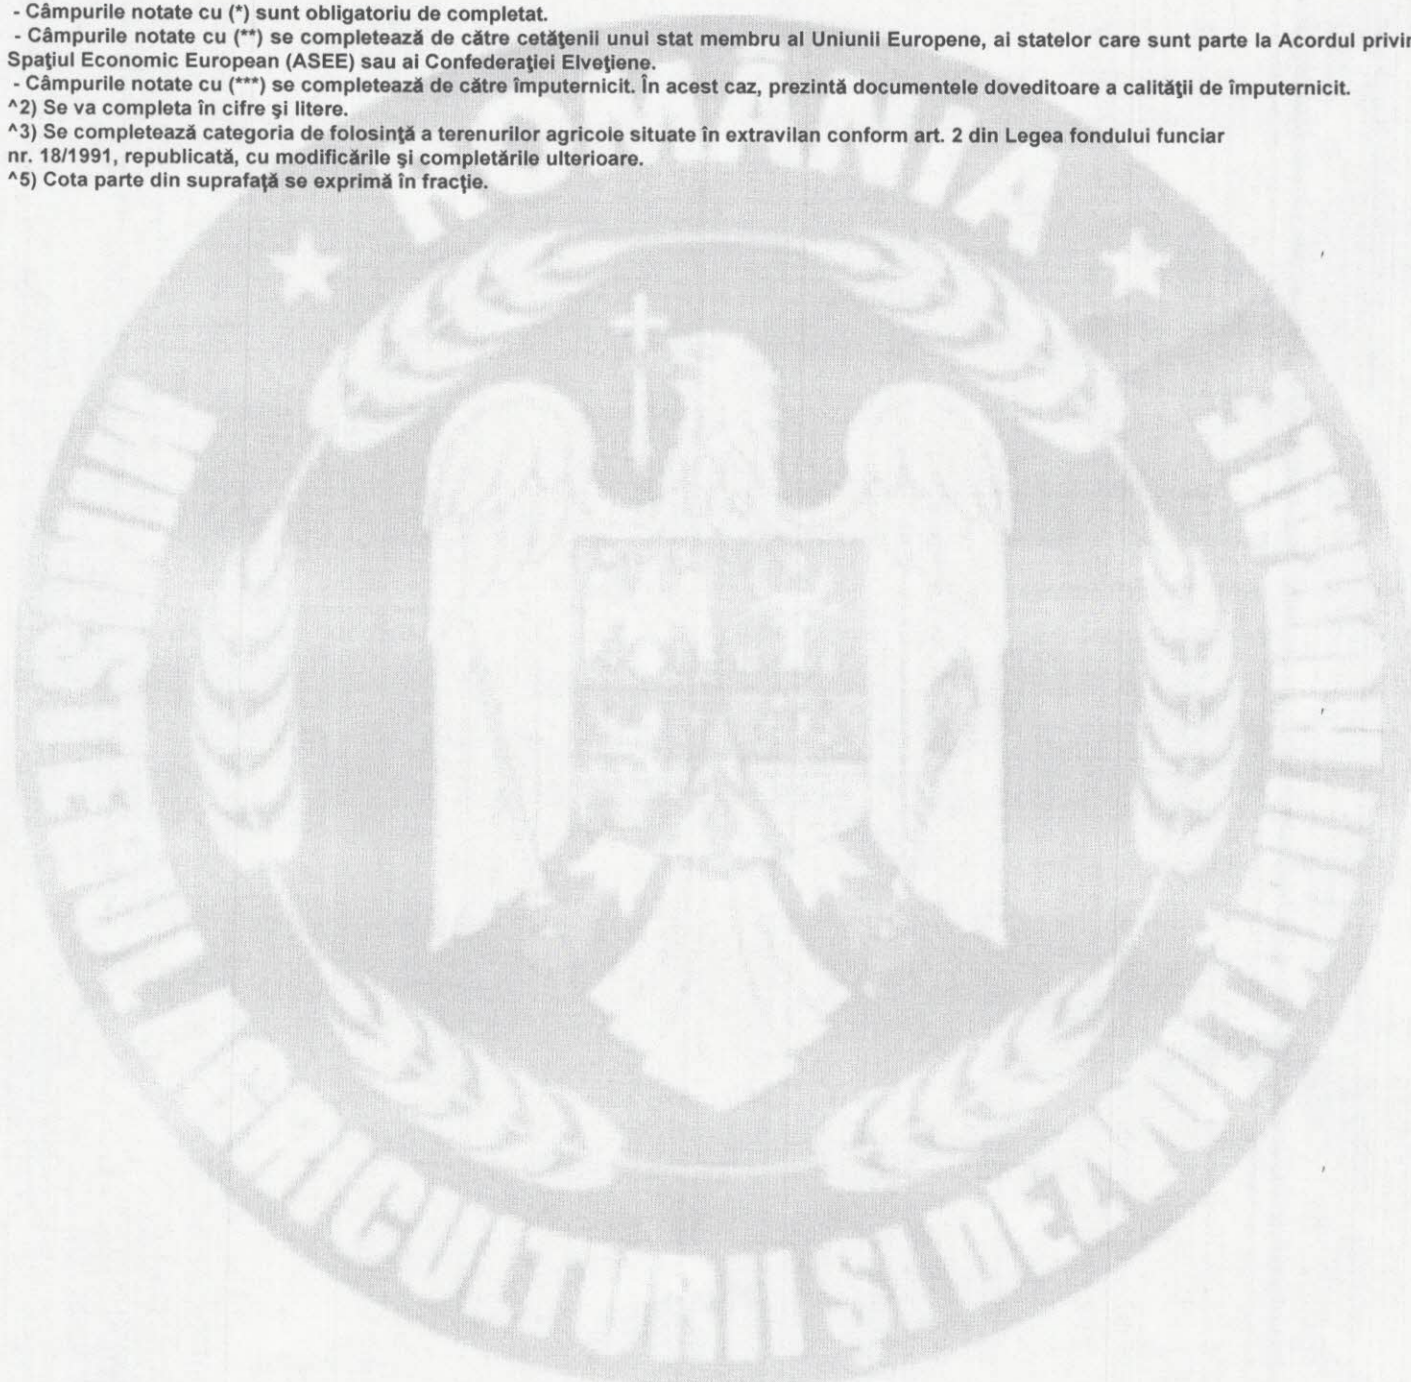 - Câmpurile notate cu (*) sunt obligatoriu de completat.
- Câmpurile notate cu (**) se completează de către cetăţenii unui stat membru al Uniunii Europene, ai statelor care sunt parte la Acordul privir
Spaţiul Economic European (ASEE) sau ai Confederaţiei Elveţiene.
- Câmpurile notate cu (***) se completează de către împuternicit. În acest caz, prezintă documentele doveditoare a calităţii de împuternicit.
^2) Se va completa în cifre şi litere.
^3) Se completează categoria de folosinţă a terenurilor agricole situate în extravilan conform art. 2 din Legea fondului funciar
nr. 18/1991, republicată, cu modificările şi completările ulterioare.
^5) Cota parte din suprafaţă se exprimă în fracţie.
ROMÂNIA
MINISTERUL AGRICULTURII ŞI DEZVOLTĂRII RURALE